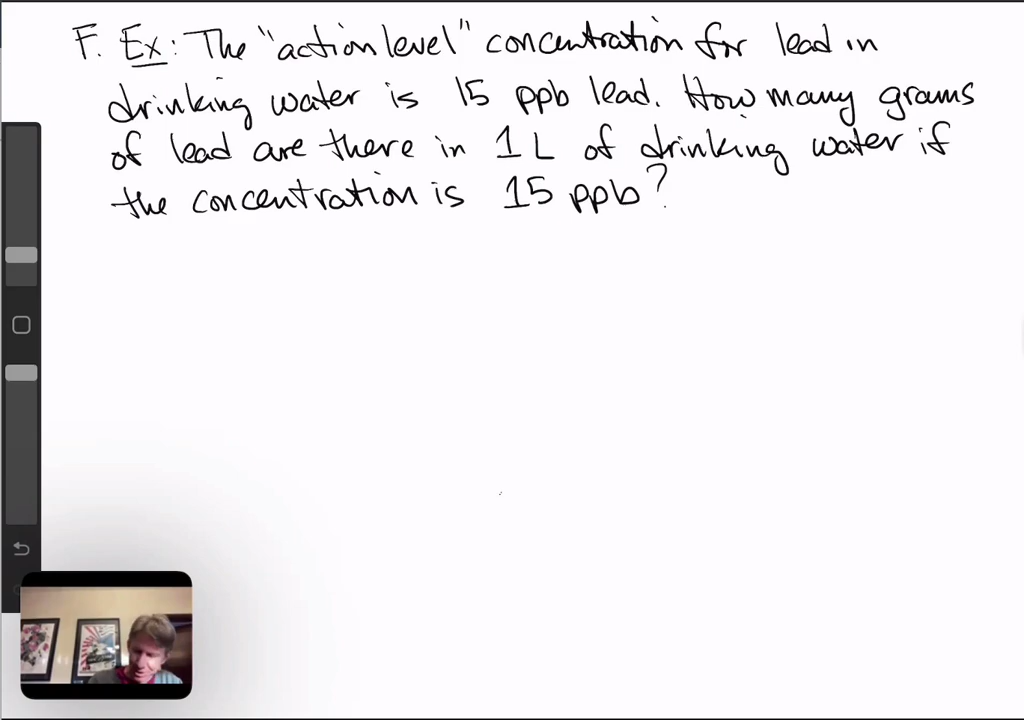 F. Ex: The "action level" concentration for lead in
drinking water is 15 ppb lead. How many grams
of lead are there in 1 L of drinking water if
the concentration is 15 ppb?